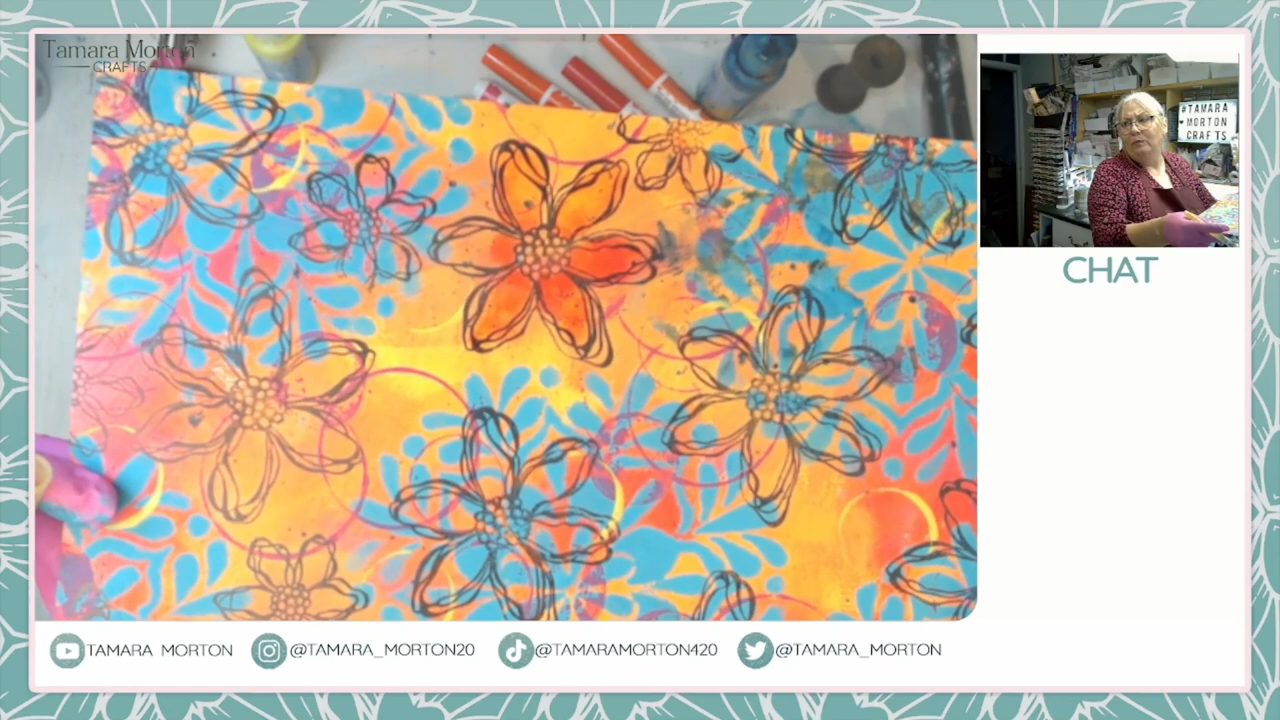 Tamara Morton
CRAFTS
#TAMARA
MORTON
CRAFTS
CHAT
TAMARA MORTON
@TAMARA_MORTON20
@TAMARAMORTON420
@TAMARA_MORTON